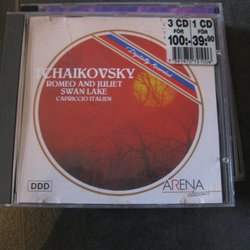 3 CD 1 CD
FÖR FÖR
100:- 39:90
Digitally Recorded
TCHAIKOVSKY
ROMEO AND JULIET
SWAN LAKE
CAPRICCIO ITALIEN
DDD
ARENA
classics